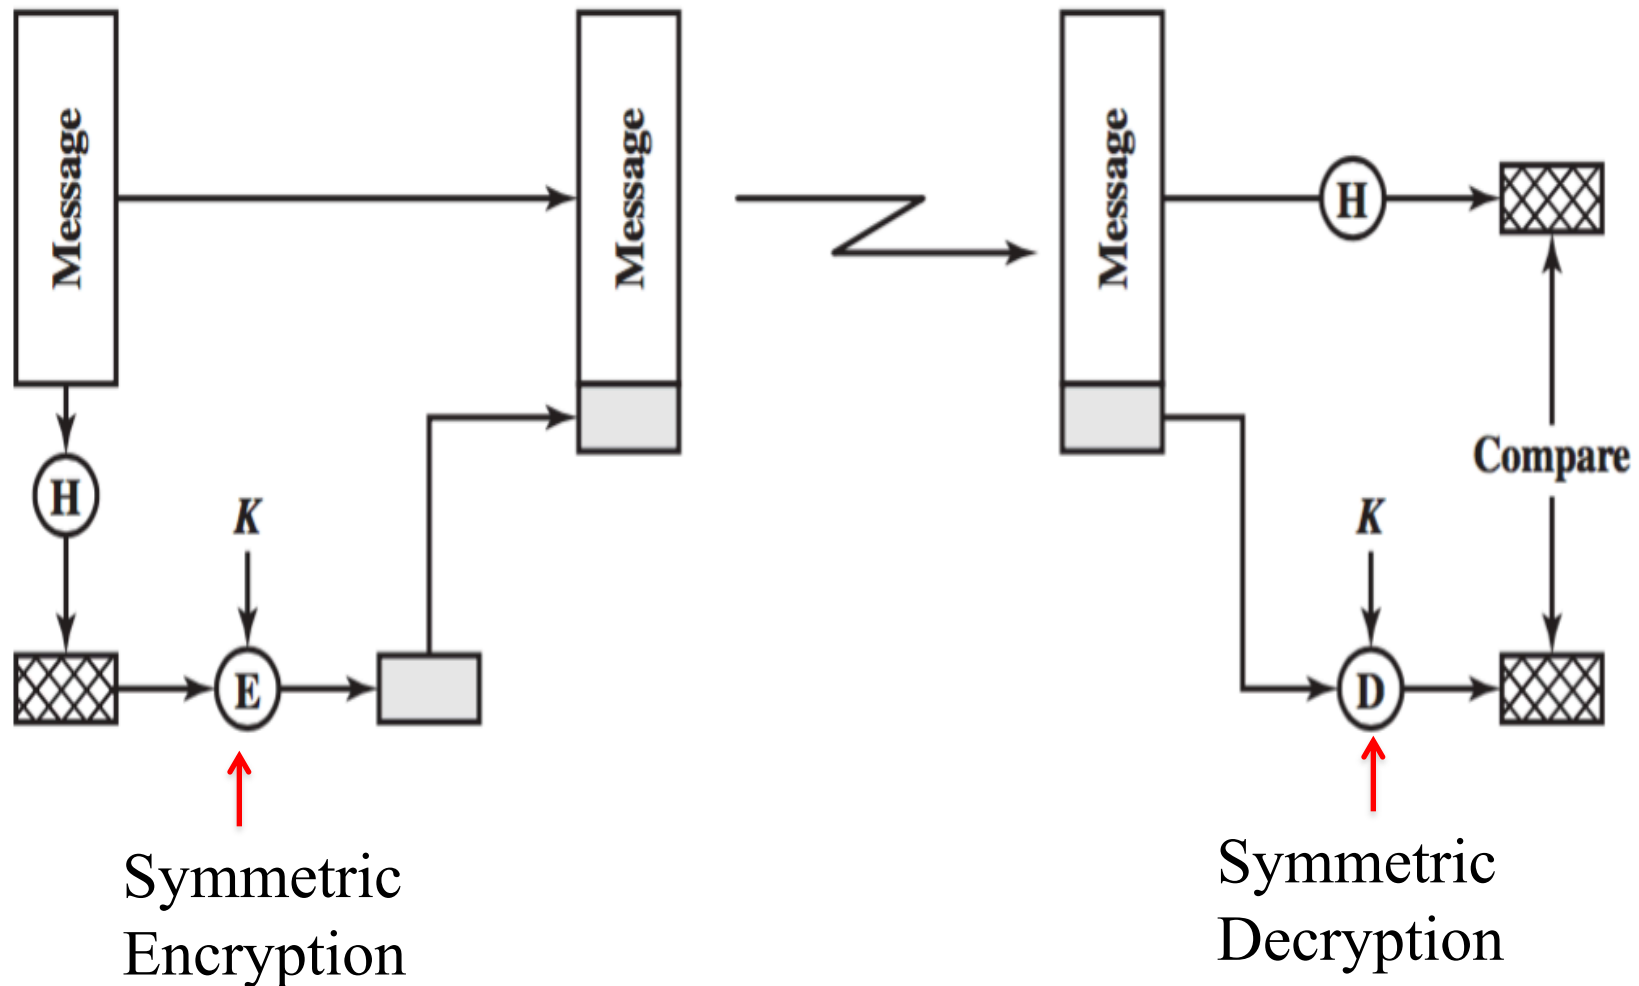 Message
Message
Message
H
H
K
K
Compare
E
D
Symmetric
Encryption
Symmetric
Decryption